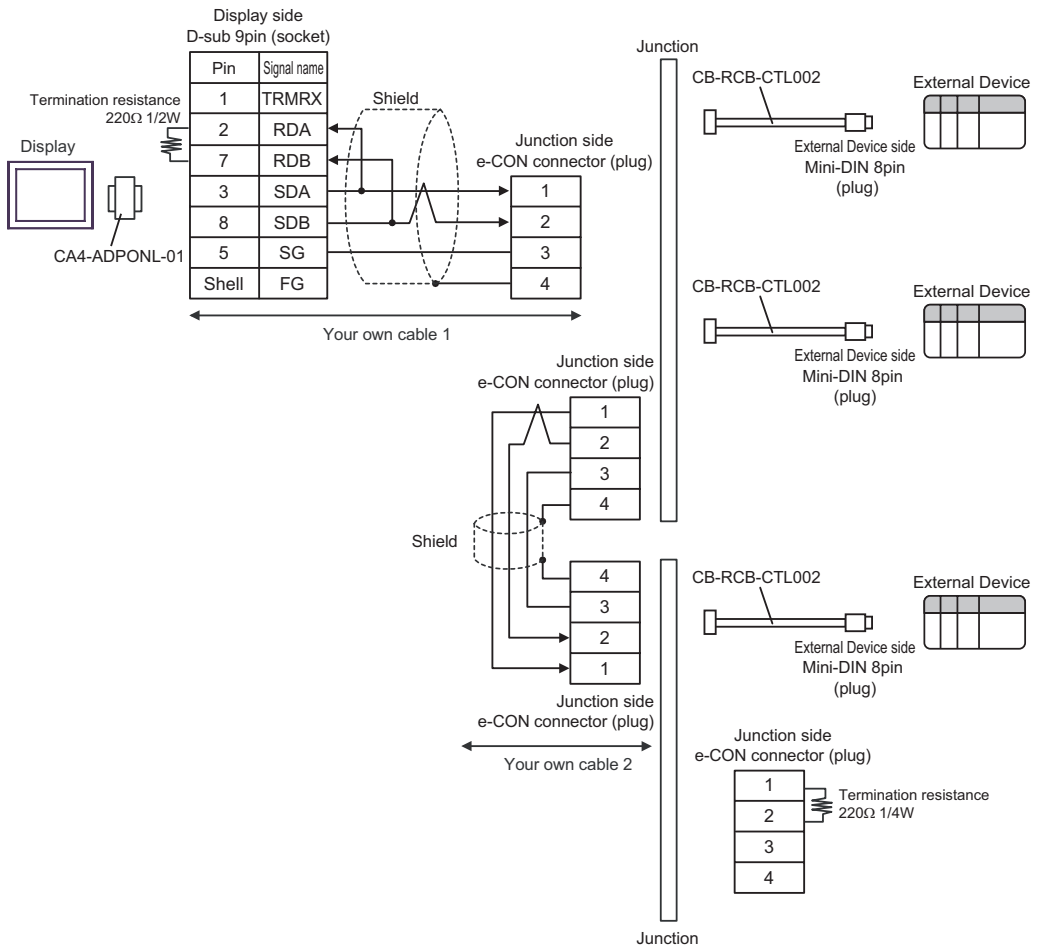 Display side
D-sub 9pin (socket)
Pin Signal name
1 TRMRX
2 RDA
7 RDB
3 SDA
8 SDB
5 SG
Shell FG
Termination resistance
220Ω 1/2W
Display
CA4-ADPONL-01
Shield
Junction side
e-CON connector (plug)
1
2
3
4
Your own cable 1
Junction
CB-RCB-CTL002
External Device
External Device side
Mini-DIN 8pin
(plug)
CB-RCB-CTL002
External Device
External Device side
Mini-DIN 8pin
(plug)
Junction side
e-CON connector (plug)
1
2
3
4
Shield
4
3
2
1
Junction side
e-CON connector (plug)
Your own cable 2
CB-RCB-CTL002
External Device
External Device side
Mini-DIN 8pin
(plug)
Junction side
e-CON connector (plug)
1
2
3
4
Termination resistance
220Ω 1/4W
Junction